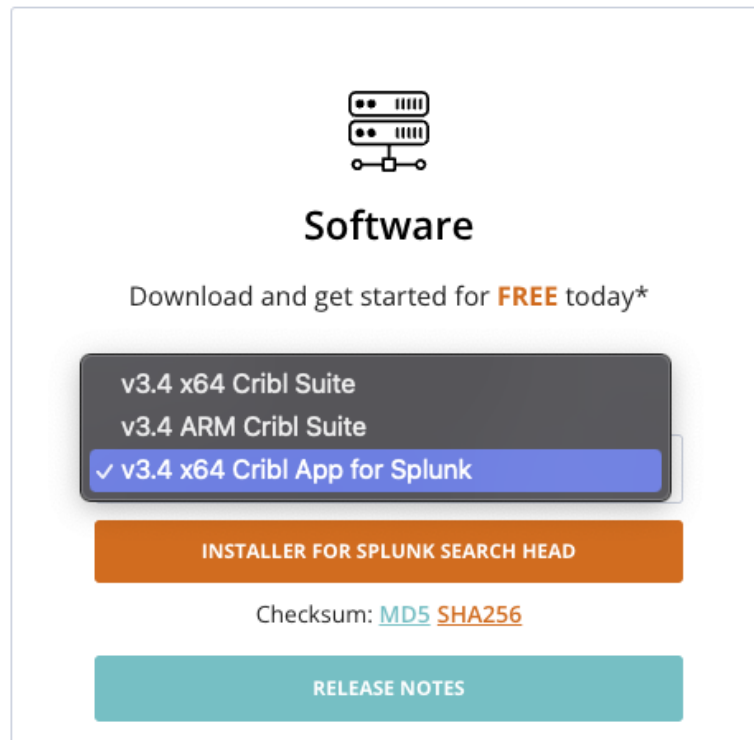 Software
Download and get started for FREE today*
v3.4 x64 Cribl Suite
v3.4 ARM Cribl Suite
✓ v3.4 x64 Cribl App for Splunk
INSTALLER FOR SPLUNK SEARCH HEAD
Checksum: MD5 SHA256
RELEASE NOTES